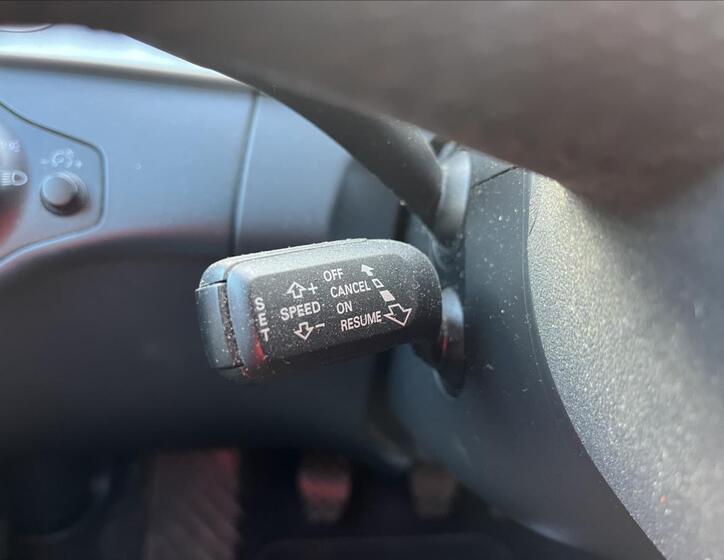 SET
+
SPEED
-
OFF
CANCEL
ON
RESUME